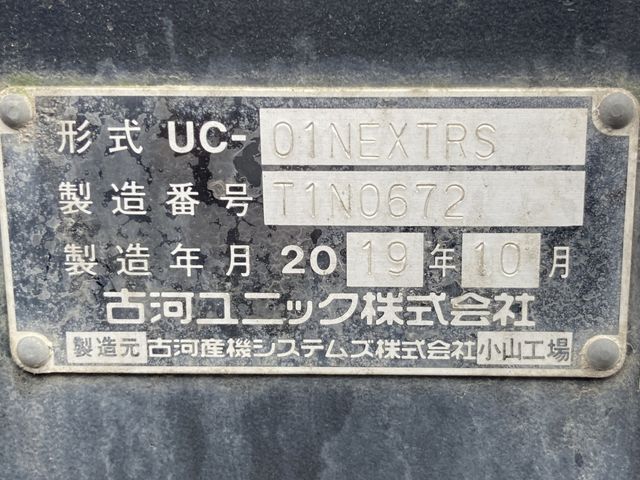 形式 UC-01NEXTRS
製造番号 T1N0672
製造年月 2019年10月
古河ユニック株式会社
製造元 古河産機システムズ株式会社 小山工場